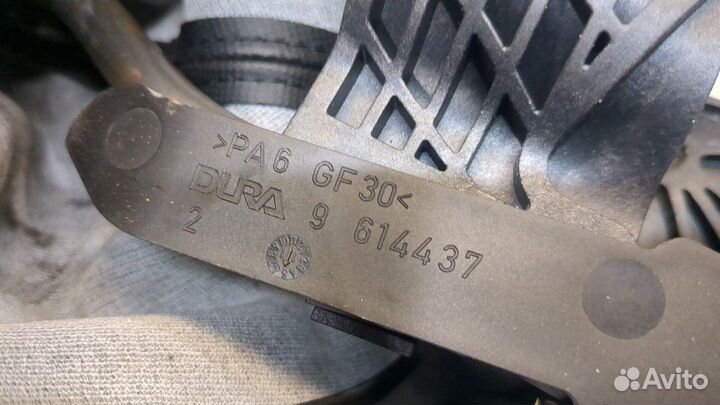 >PA6 GF30<
DURA
2 9 614437
Avito